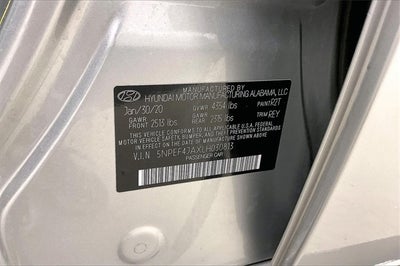 MANUFACTURED BY
HYUNDAI MOTOR MANUFACTURING ALABAMA, LLC
Jan/30/20 GVWR 4354 lbs PAINT R2T
GAWR FRONT 2513 lbs GAWR REAR 2315 lbs TRIM REY
THIS VEHICLE CONFORMS TO ALL APPLICABLE U.S. FEDERAL
MOTOR VEHICLE SAFETY, BUMPER, AND THEFT PREVENTION
STANDARDS IN EFFECT ON THE DATE OF MANUFACTURE SHOWN ABOVE.
V.I.N 5NPEF4JAXLH030813
PASSENGER CAR